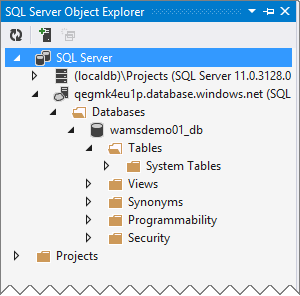 SQL Server Object Explorer
SQL Server
(localdb)\Projects (SQL Server 11.0.3128.0
qegmk4eu1p.database.windows.net (SQL
Databases
wamsdemo01_db
Tables
System Tables
Views
Synonyms
Programmability
Security
Projects